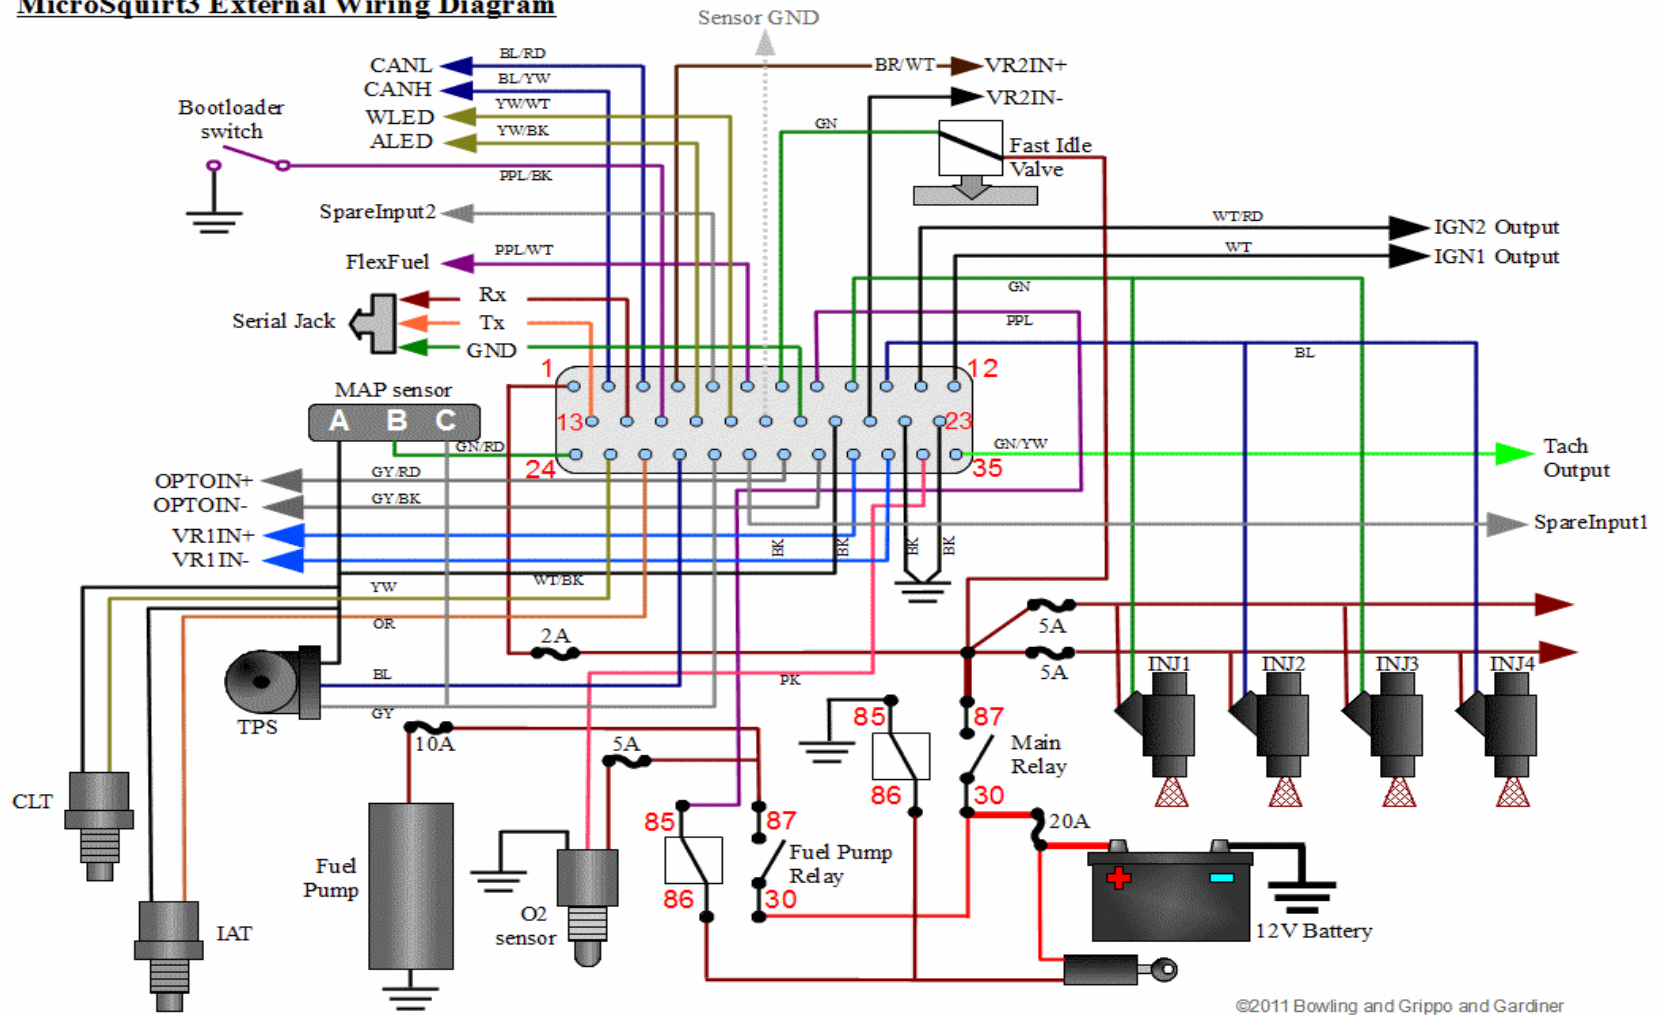 MicroSquirt3 External Wiring Diagram
Sensor GND
CANL
BL/RD
BR/WT
VR2IN+
CANH
BL/YW
VR2IN-
Bootloader
switch
WLED
YW/WT
GN
ALED
YW/BK
Fast Idle
Valve
PPL/BK
SpareInput2
WT/RD
IGN2 Output
FlexFuel
PPL/WT
WT
IGN1 Output
GN
Serial Jack
Rx
Tx
GND
PPL
BL
1
12
MAP sensor
A B C
13
23
GN/RD
GN/YW
Tach
Output
24
35
OPTOIN+
GY/RD
OPTOIN-
GY/BK
SpareInput1
VR1IN+
VR1IN-
BK
BK
BK
BK
WT/BK
YW
OR
2A
5A
5A
INJ1
INJ2
INJ3
INJ4
BL
PK
GY
TPS
85
87
10A
5A
Main
Relay
86
30
CLT
85
87
20A
Fuel
Pump
Fuel Pump
Relay
86
30
O2
sensor
IAT
12V Battery
©2011 Bowling and Grippo and Gardiner